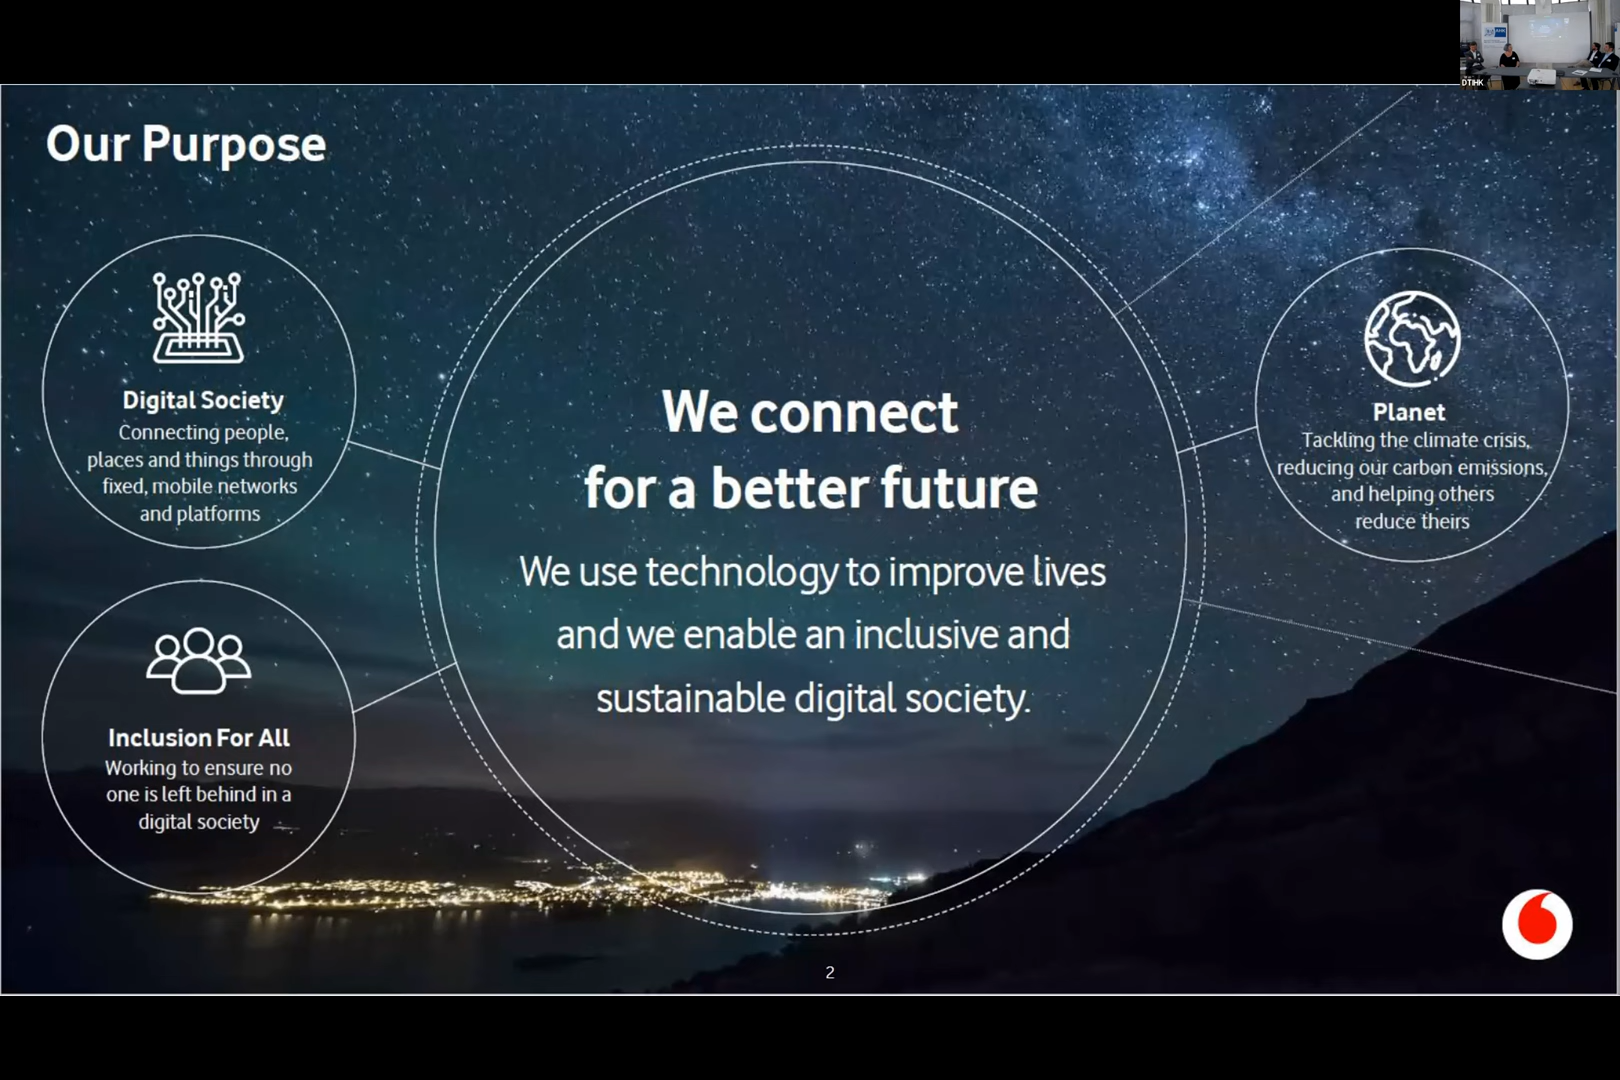 DTIHK
Our Purpose
Digital Society
Connecting people,
places and things through
fixed, mobile networks
and platforms
Inclusion For All
Working to ensure no
one is left behind in a
digital society
We connect
for a better future
We use technology to improve lives
and we enable an inclusive and
sustainable digital society.
Planet
Tackling the climate crisis,
reducing our carbon emissions,
and helping others
reduce theirs
2